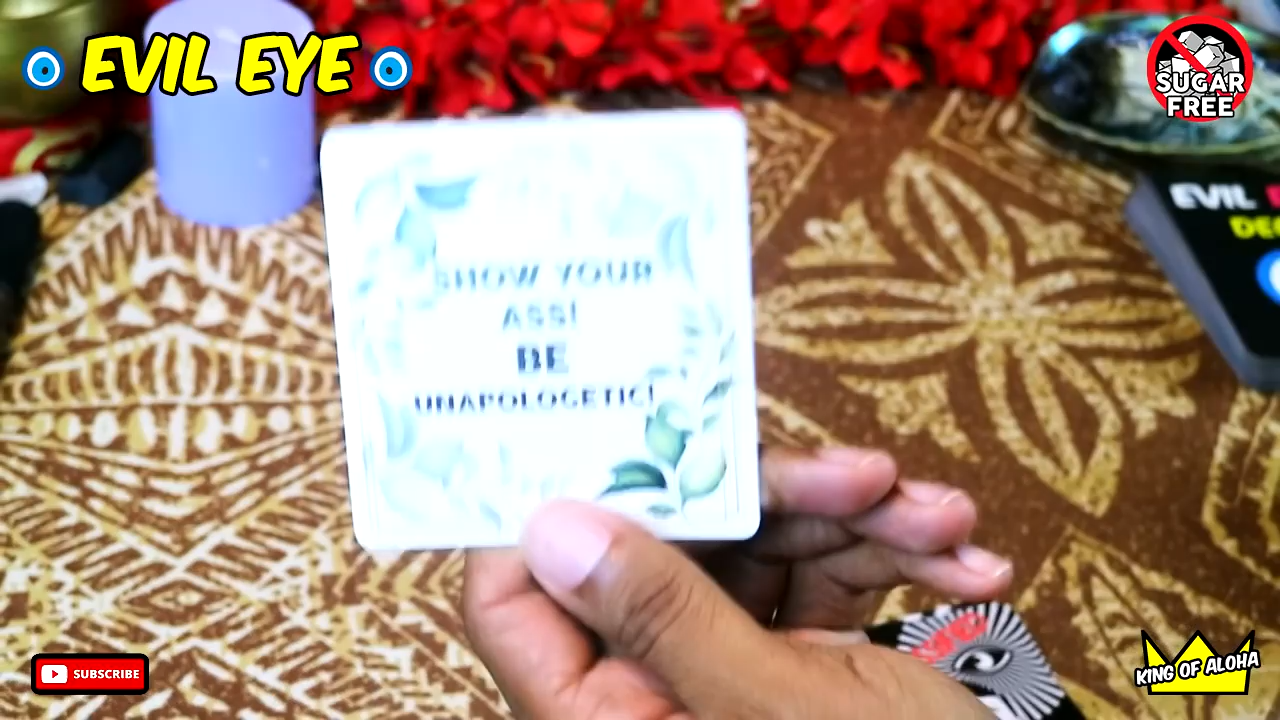 EVIL EYE
SUGAR
FREE
EVIL
SHOW YOUR
ASS!
BE
UNAPOLOGETIC!
SUBSCRIBE
KING OF ALOHA